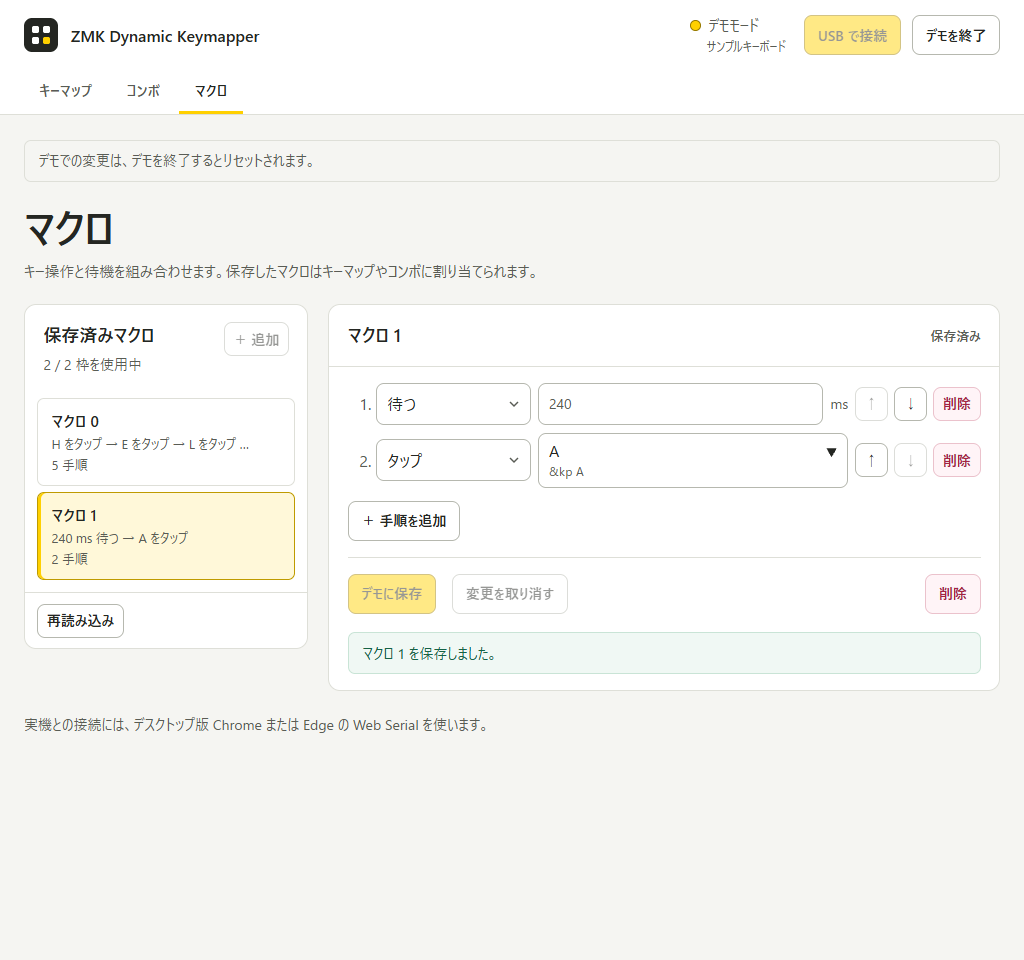 ZMK Dynamic Keymapper
デモモード
サンプルキーボード
USB で接続
デモを終了
キーマップ
コンボ
マクロ
デモでの変更は、デモを終了するとリセットされます。
マクロ
キー操作と待機を組み合わせます。保存したマクロはキーマップやコンボに割り当てられます。
保存済みマクロ
＋ 追加
2 / 2 枠を使用中
マクロ 0
H をタップ → E をタップ → L をタップ ...
5 手順
マクロ 1
240 ms 待つ → A をタップ
2 手順
再読み込み
マクロ 1
保存済み
1. 待つ 240 ms ↑ ↓ 削除
2. タップ A ▼ ↑ ↓ 削除
&kp A
＋ 手順を追加
デモに保存
変更を取り消す
削除
マクロ 1 を保存しました。
実機との接続には、デスクトップ版 Chrome または Edge の Web Serial を使います。